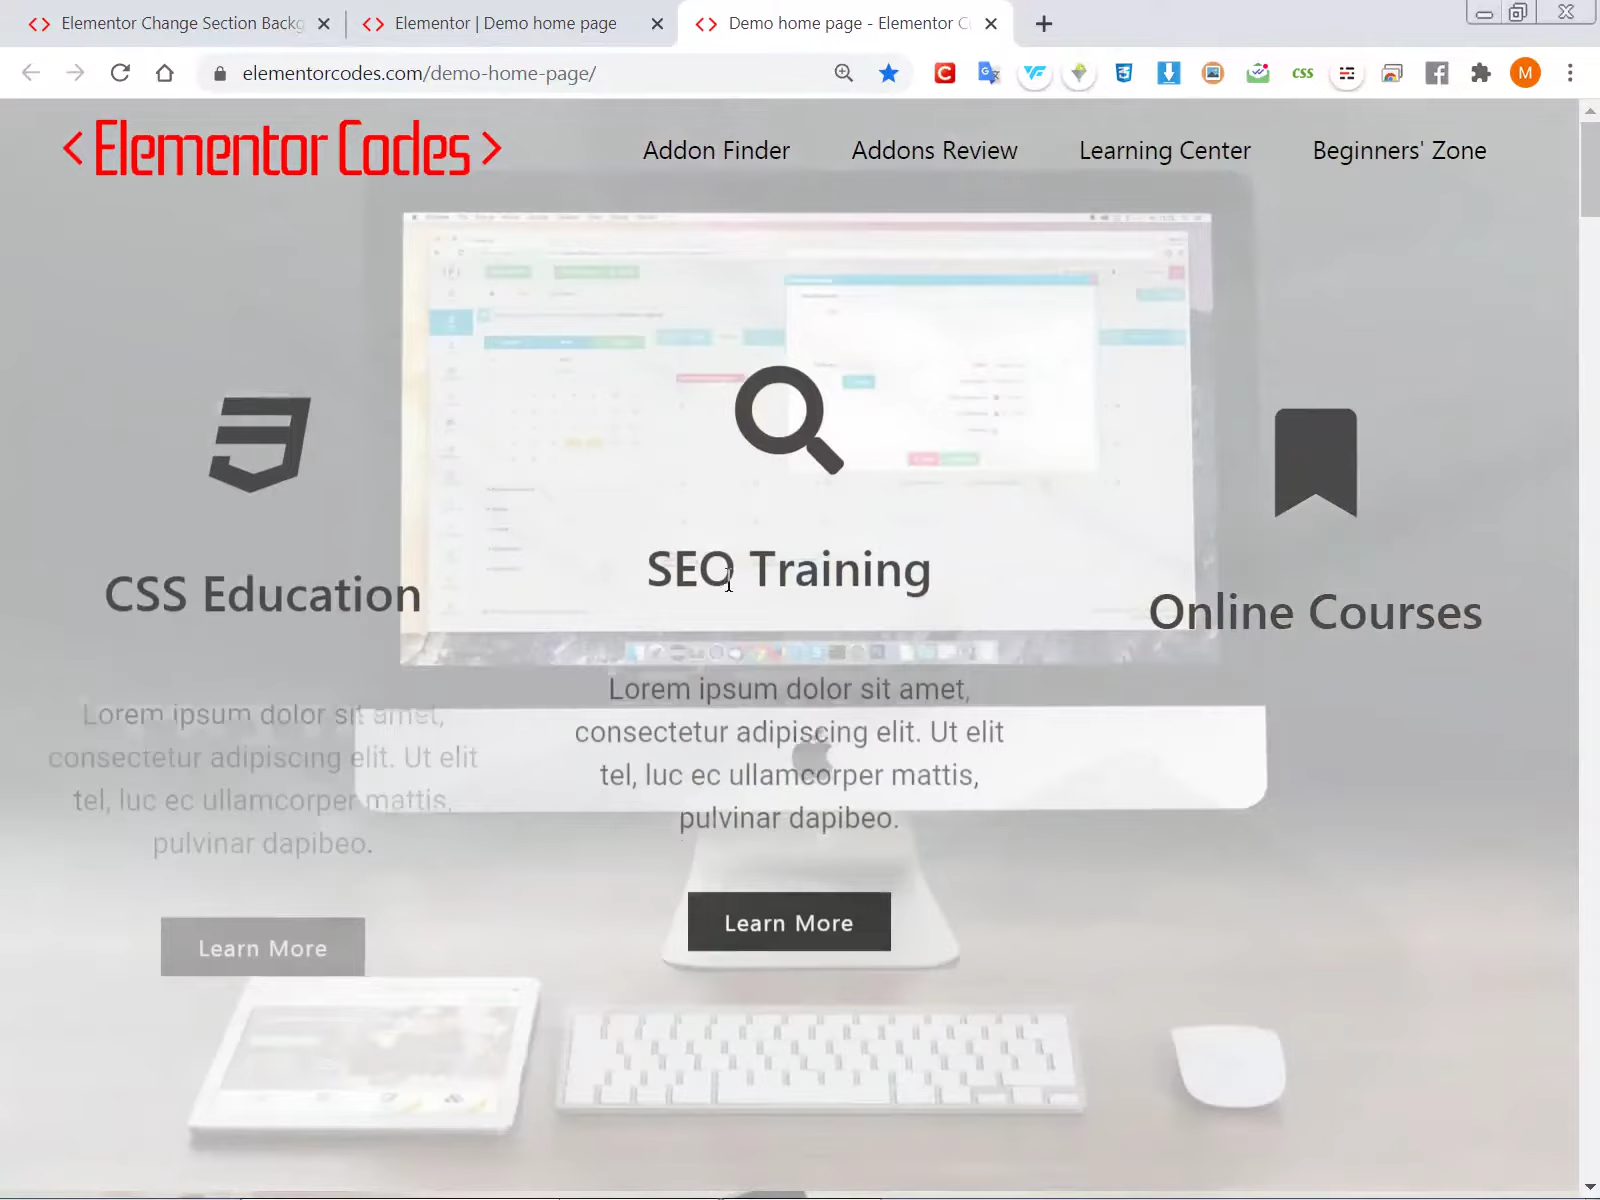 Elementor Change Section Backg
Elementor | Demo home page
Demo home page - Elementor C
elementorcodes.com/demo-home-page/
CSS
M
<Elementor Codes>
Addon Finder
Addons Review
Learning Center
Beginners' Zone
CSS Education
Lorem ipsum dolor sit amet,
consectetur adipiscing elit. Ut elit
tel, luc ec ullamcorper mattis,
pulvinar dapibeo.
Learn More
SEO Training
Lorem ipsum dolor sit amet,
consectetur adipiscing elit. Ut elit
tel, luc ec ullamcorper mattis,
pulvinar dapibeo.
Learn More
Online Courses